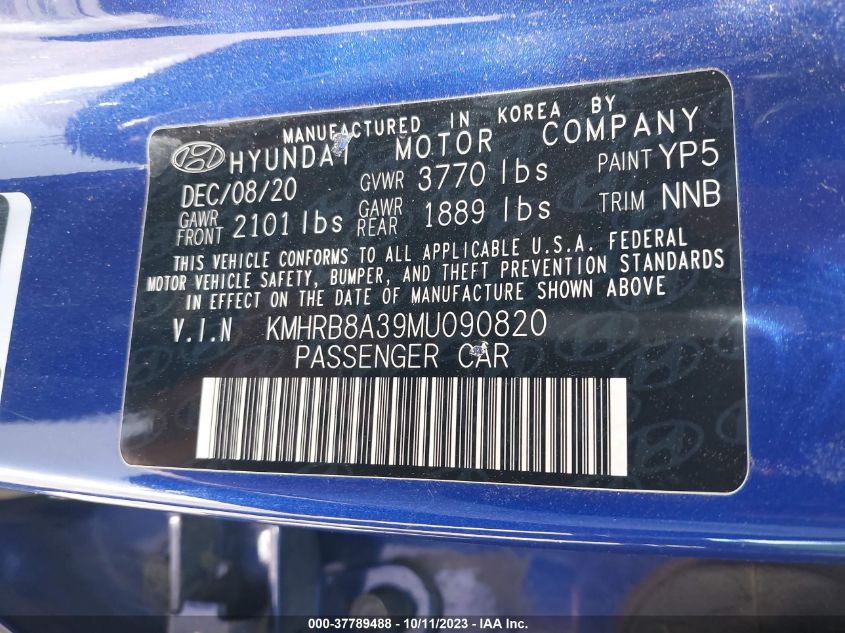 MANUFACTURED IN KOREA BY
HYUNDAI MOTOR COMPANY
DEC/08/20 GVWR 3770 lbs PAINT YP5
GAWR FRONT 2101 lbs GAWR REAR 1889 lbs TRIM NNB
THIS VEHICLE CONFORMS TO ALL APPLICABLE U.S.A. FEDERAL
MOTOR VEHICLE SAFETY, BUMPER, AND THEFT PREVENTION STANDARDS
IN EFFECT ON THE DATE OF MANUFACTURE SHOWN ABOVE
V.I.N KMHRB8A39MU090820
PASSENGER CAR
000-37789488 - 10/11/2023 - IAAI.com